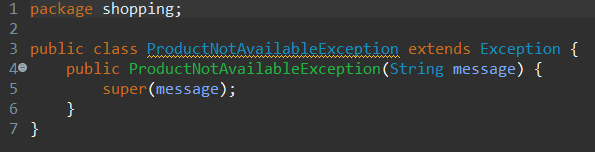 1 package shopping;
2
3 public class ProductNotAvailableException extends Exception {
4 public ProductNotAvailableException(String message) {
5 super(message);
6 }
7 }